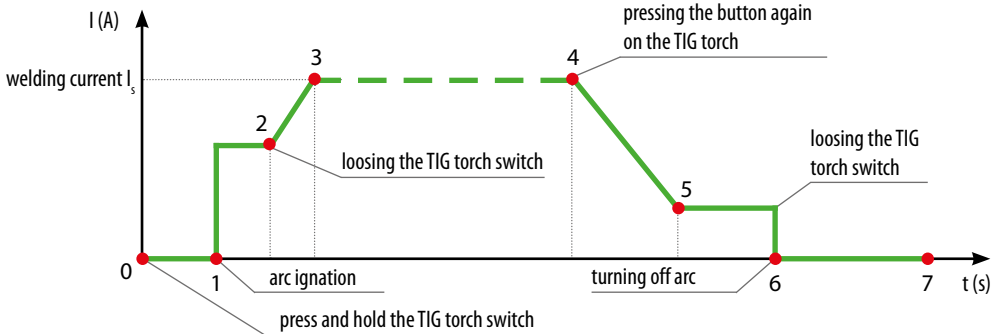 I (A)
pressing the button again
on the TIG torch
3
4
welding current Is
2
loosing the TIG torch switch
loosing the TIG
torch switch
5
0
1
arc ignation
turning off arc
6
7
t (s)
press and hold the TIG torch switch